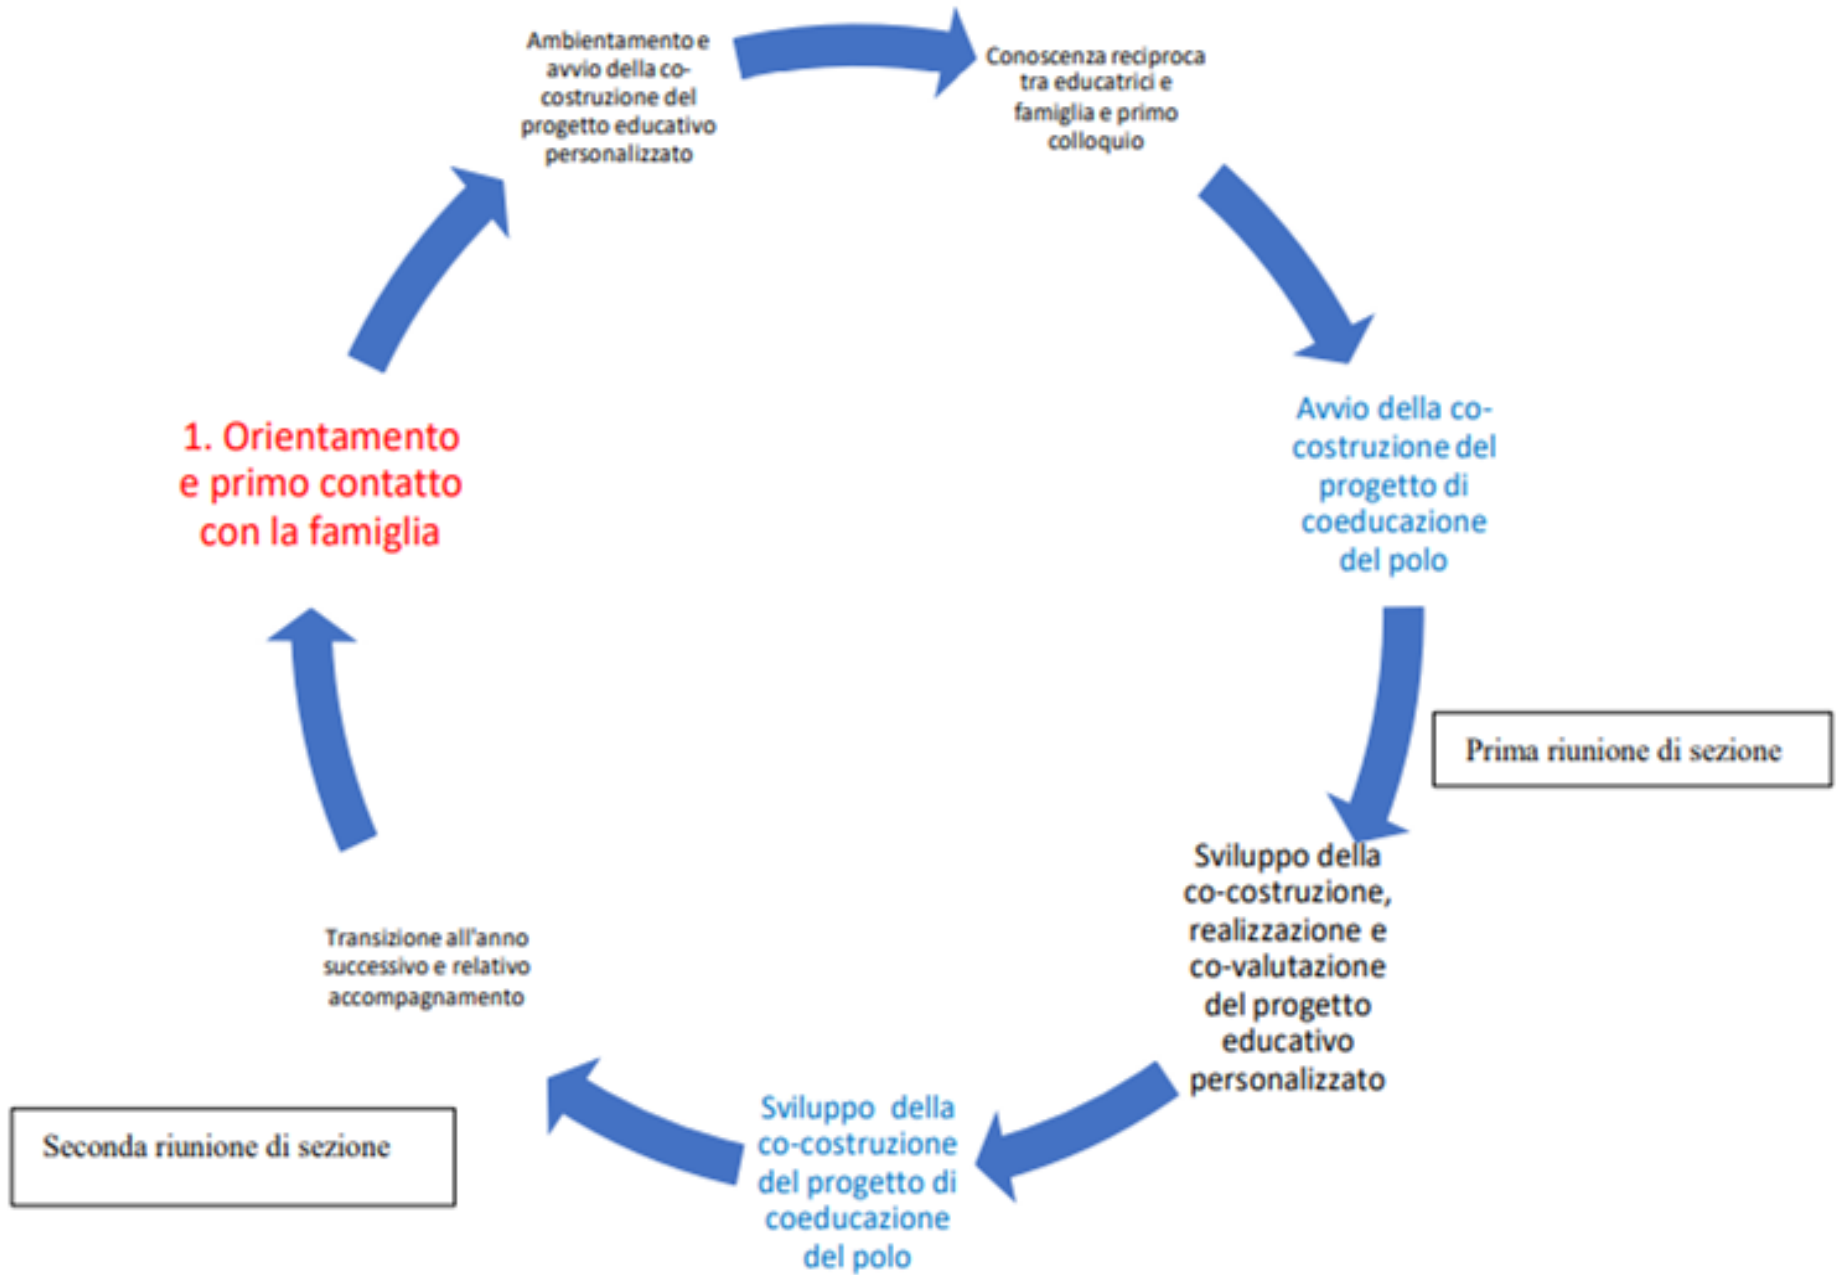 Ambientamento e
avvio della co-
costruzione del
progetto educativo
personalizzato
Conoscenza reciproca
tra educatrici e
famiglia e primo
colloquio
Avvio della co-
costruzione del
progetto di
coeducazione
del polo
Prima riunione di sezione
Sviluppo della
co-costruzione,
realizzazione e
co-valutazione
del progetto
educativo
personalizzato
Sviluppo della
co-costruzione
del progetto di
coeducazione
del polo
Seconda riunione di sezione
Transizione all'anno
successivo e relativo
accompagnamento
1. Orientamento
e primo contatto
con la famiglia